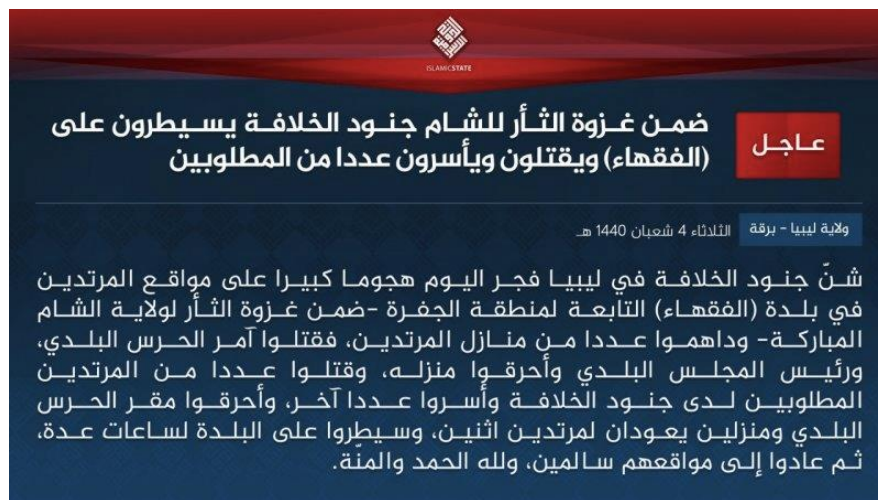 ISLAMICSTATE
عاجل
ضمن غزوة الثأر للشام جنود الخلافة يسيطرون على
(الفقهاء) ويقتلون ويأسرون عددا من المطلوبين
ولاية ليبيا - برقة
الثلاثاء 4 شعبان 1440 هـ
شنّ جنود الخلافة في ليبيا فجر اليوم هجوما كبيرا على مواقع المرتدين
في بلدة (الفقهاء) التابعة لمنطقة الجفرة -ضمن غزوة الثأر لولاية الشام
المباركة- وداهموا عددا من منازل المرتدين، فقتلوا آمر الحرس البلدي،
ورئيس المجلس البلدي وأحرقوا منزله، وقتلوا عددا من المرتدين
المطلوبين لدى جنود الخلافة وأسروا عددا آخر، وأحرقوا مقر الحرس
البلدي ومنزلين يعودان لمرتدين اثنين، وسيطروا على البلدة لساعات عدة،
ثم عادوا إلى مواقعهم سالمين، ولله الحمد والمنّة.